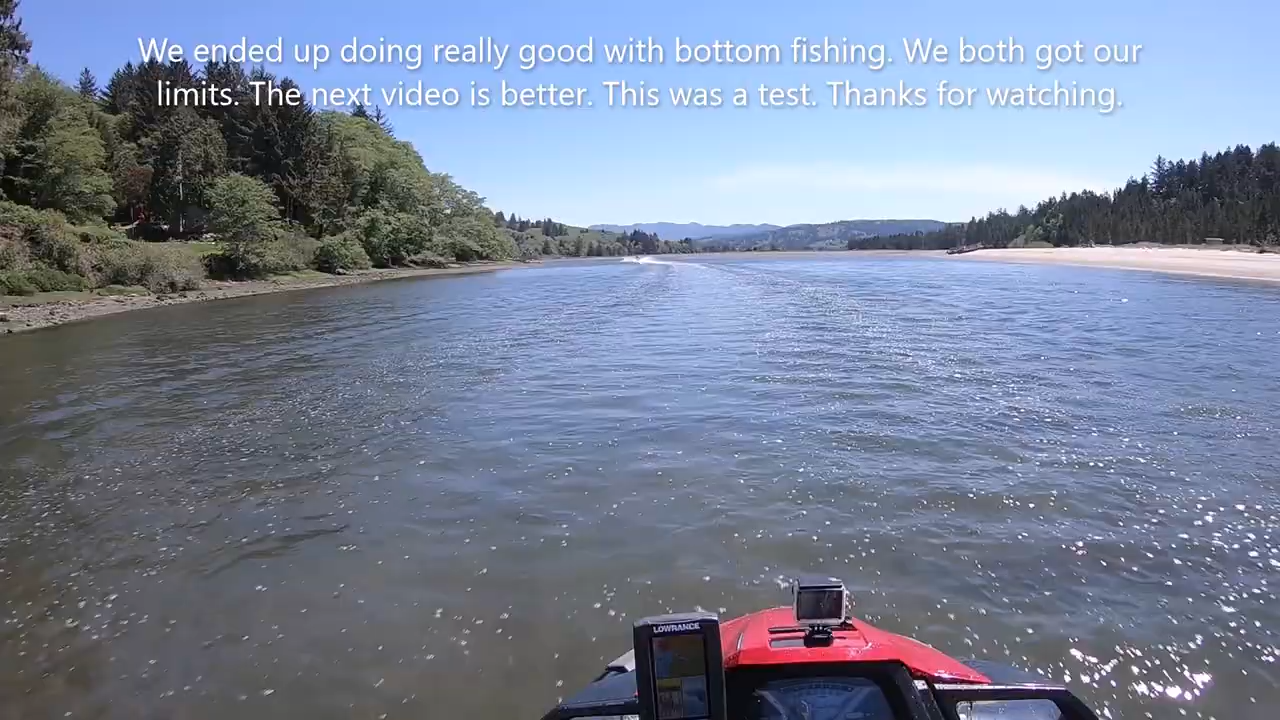 We ended up doing really good with bottom fishing. We both got our
limits. The next video is better. This was a test. Thanks for watching.
LOWRANCE